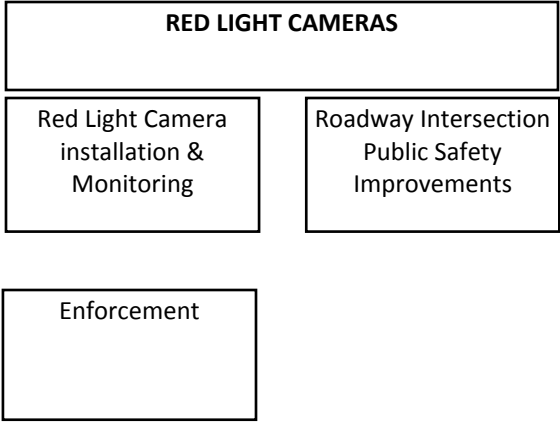 RED LIGHT CAMERAS
Red Light Camera
installation &
Monitoring
Roadway Intersection
Public Safety
Improvements
Enforcement